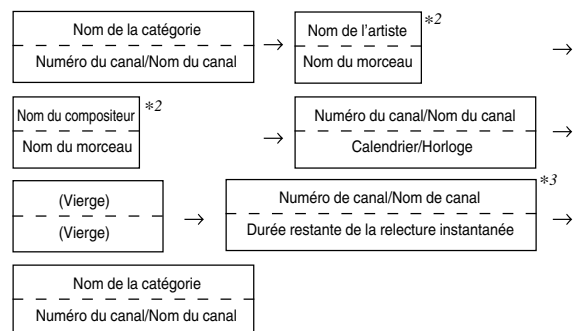 Nom de la catégorie
Numéro du canal/Nom du canal
→
Nom de l'artiste
Nom du morceau
*2
→
Nom du compositeur
Nom du morceau
*2
→
Numéro du canal/Nom du canal
Calendrier/Horloge
→
(Vierge)
(Vierge)
→
Numéro de canal/Nom de canal
Durée restante de la relecture instantanée
*3
→
Nom de la catégorie
Numéro du canal/Nom du canal